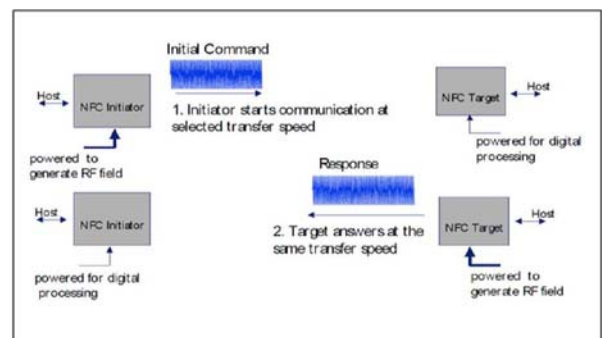 Initial Command
Host
NFC Initiator
1. Initiator starts communication at
selected transfer speed
NFC Target
Host
powered to
generate RF field
powered for digital
processing
Response
Host
NFC Initiator
2. Target answers at the
same transfer speed
NFC Target
Host
powered for digital
processing
powered to
generate RF field